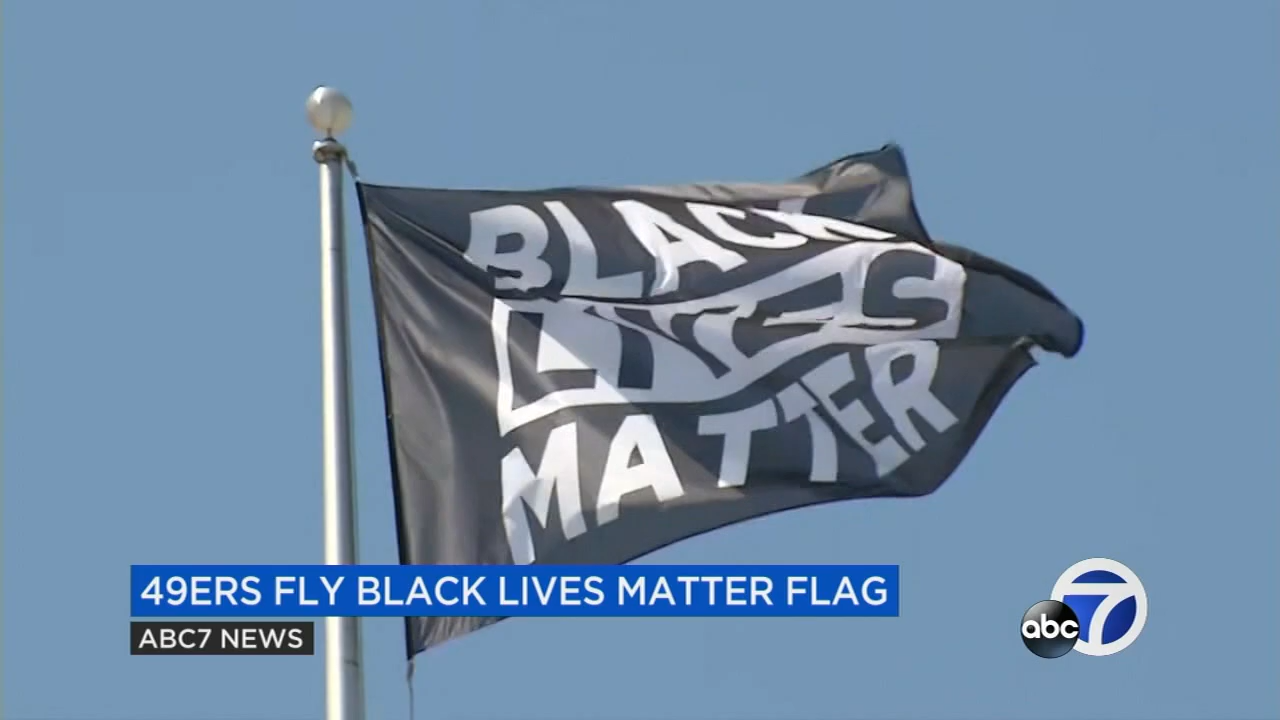 BLACK
LIVES
MATTER
49ERS FLY BLACK LIVES MATTER FLAG
ABC7 NEWS
abc 7